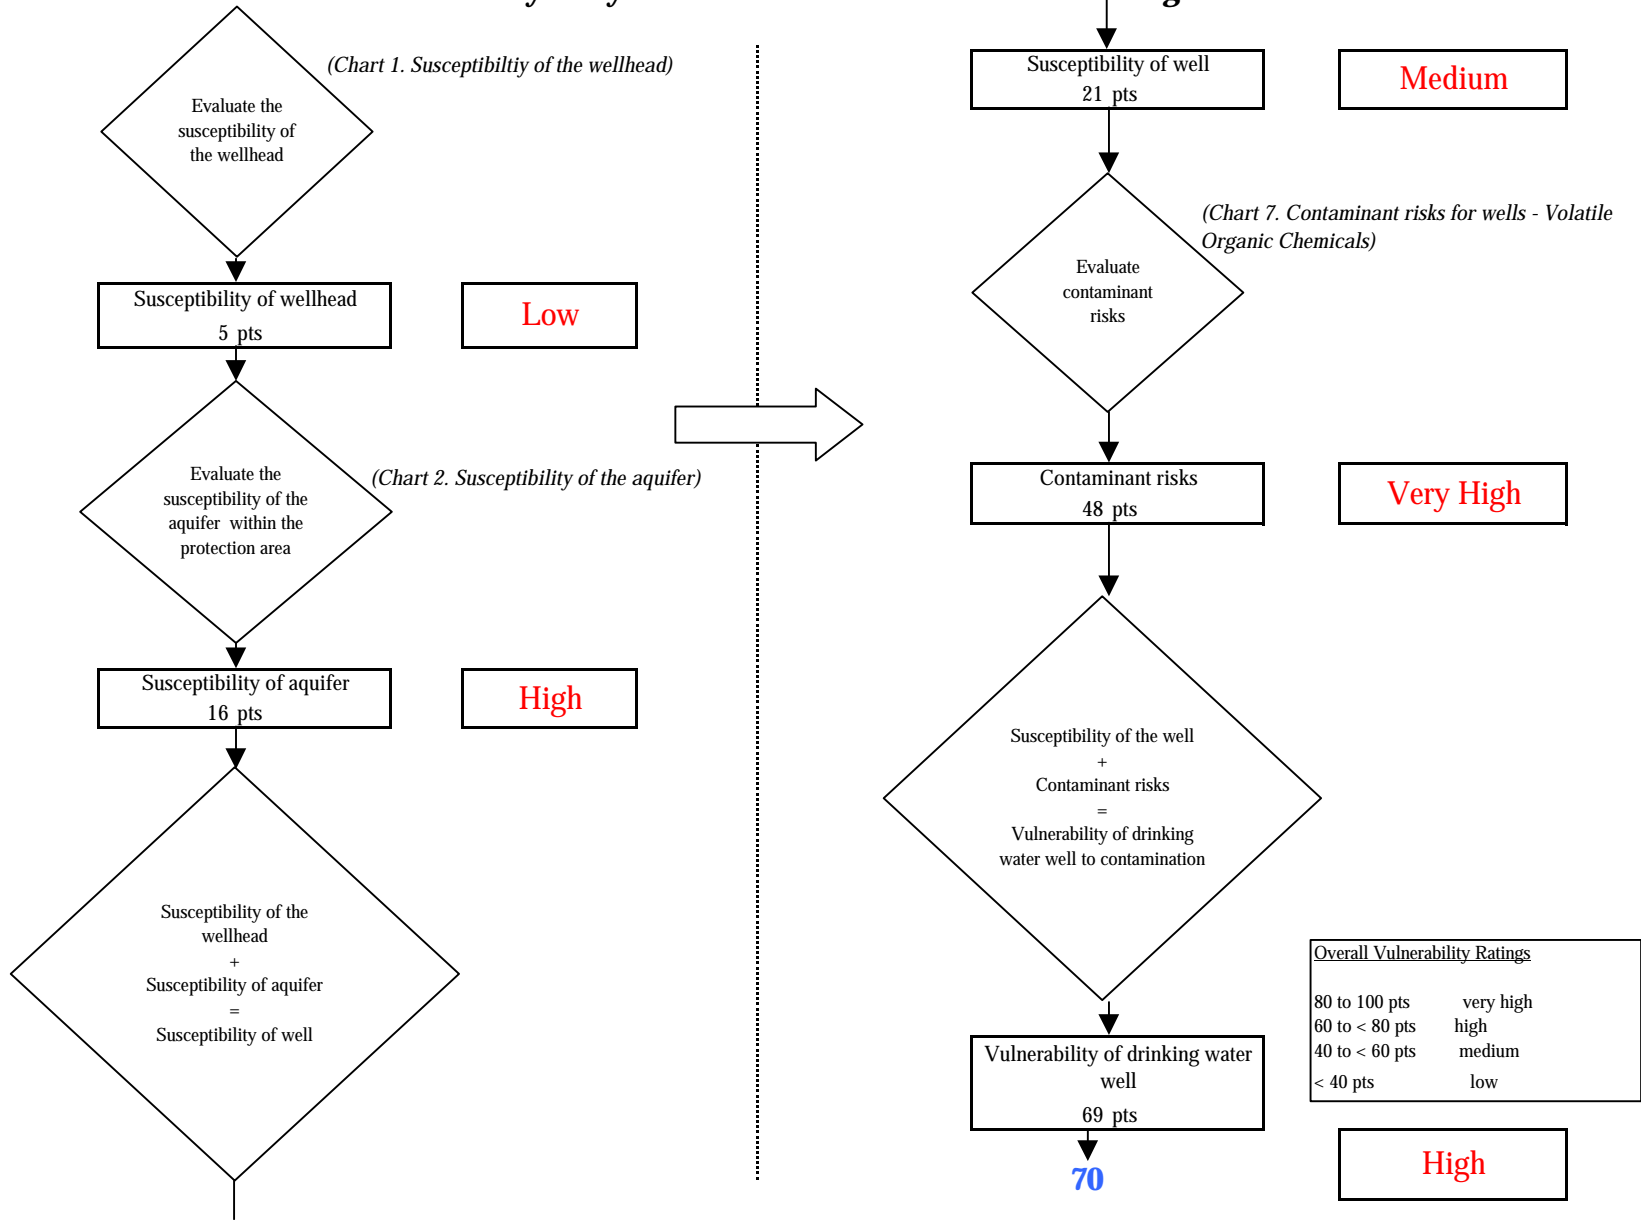 (Chart 1. Susceptibiltiy of the wellhead)
Evaluate the
susceptibility of
the wellhead
Susceptibility of wellhead
5 pts
Low
Evaluate the
susceptibility of the
aquifer within the
protection area
(Chart 2. Susceptibility of the aquifer)
Susceptibility of aquifer
16 pts
High
Susceptibility of the
wellhead
+
Susceptibility of aquifer
=
Susceptibility of well
Susceptibility of well
21 pts
Medium
(Chart 7. Contaminant risks for wells - Volatile
Organic Chemicals)
Evaluate
contaminant
risks
Contaminant risks
48 pts
Very High
Susceptibility of the well
+
Contaminant risks
=
Vulnerability of drinking
water well to contamination
Overall Vulnerability Ratings
80 to 100 pts very high
60 to < 80 pts high
40 to < 60 pts medium
< 40 pts low
Vulnerability of drinking water
well
69 pts
70
High